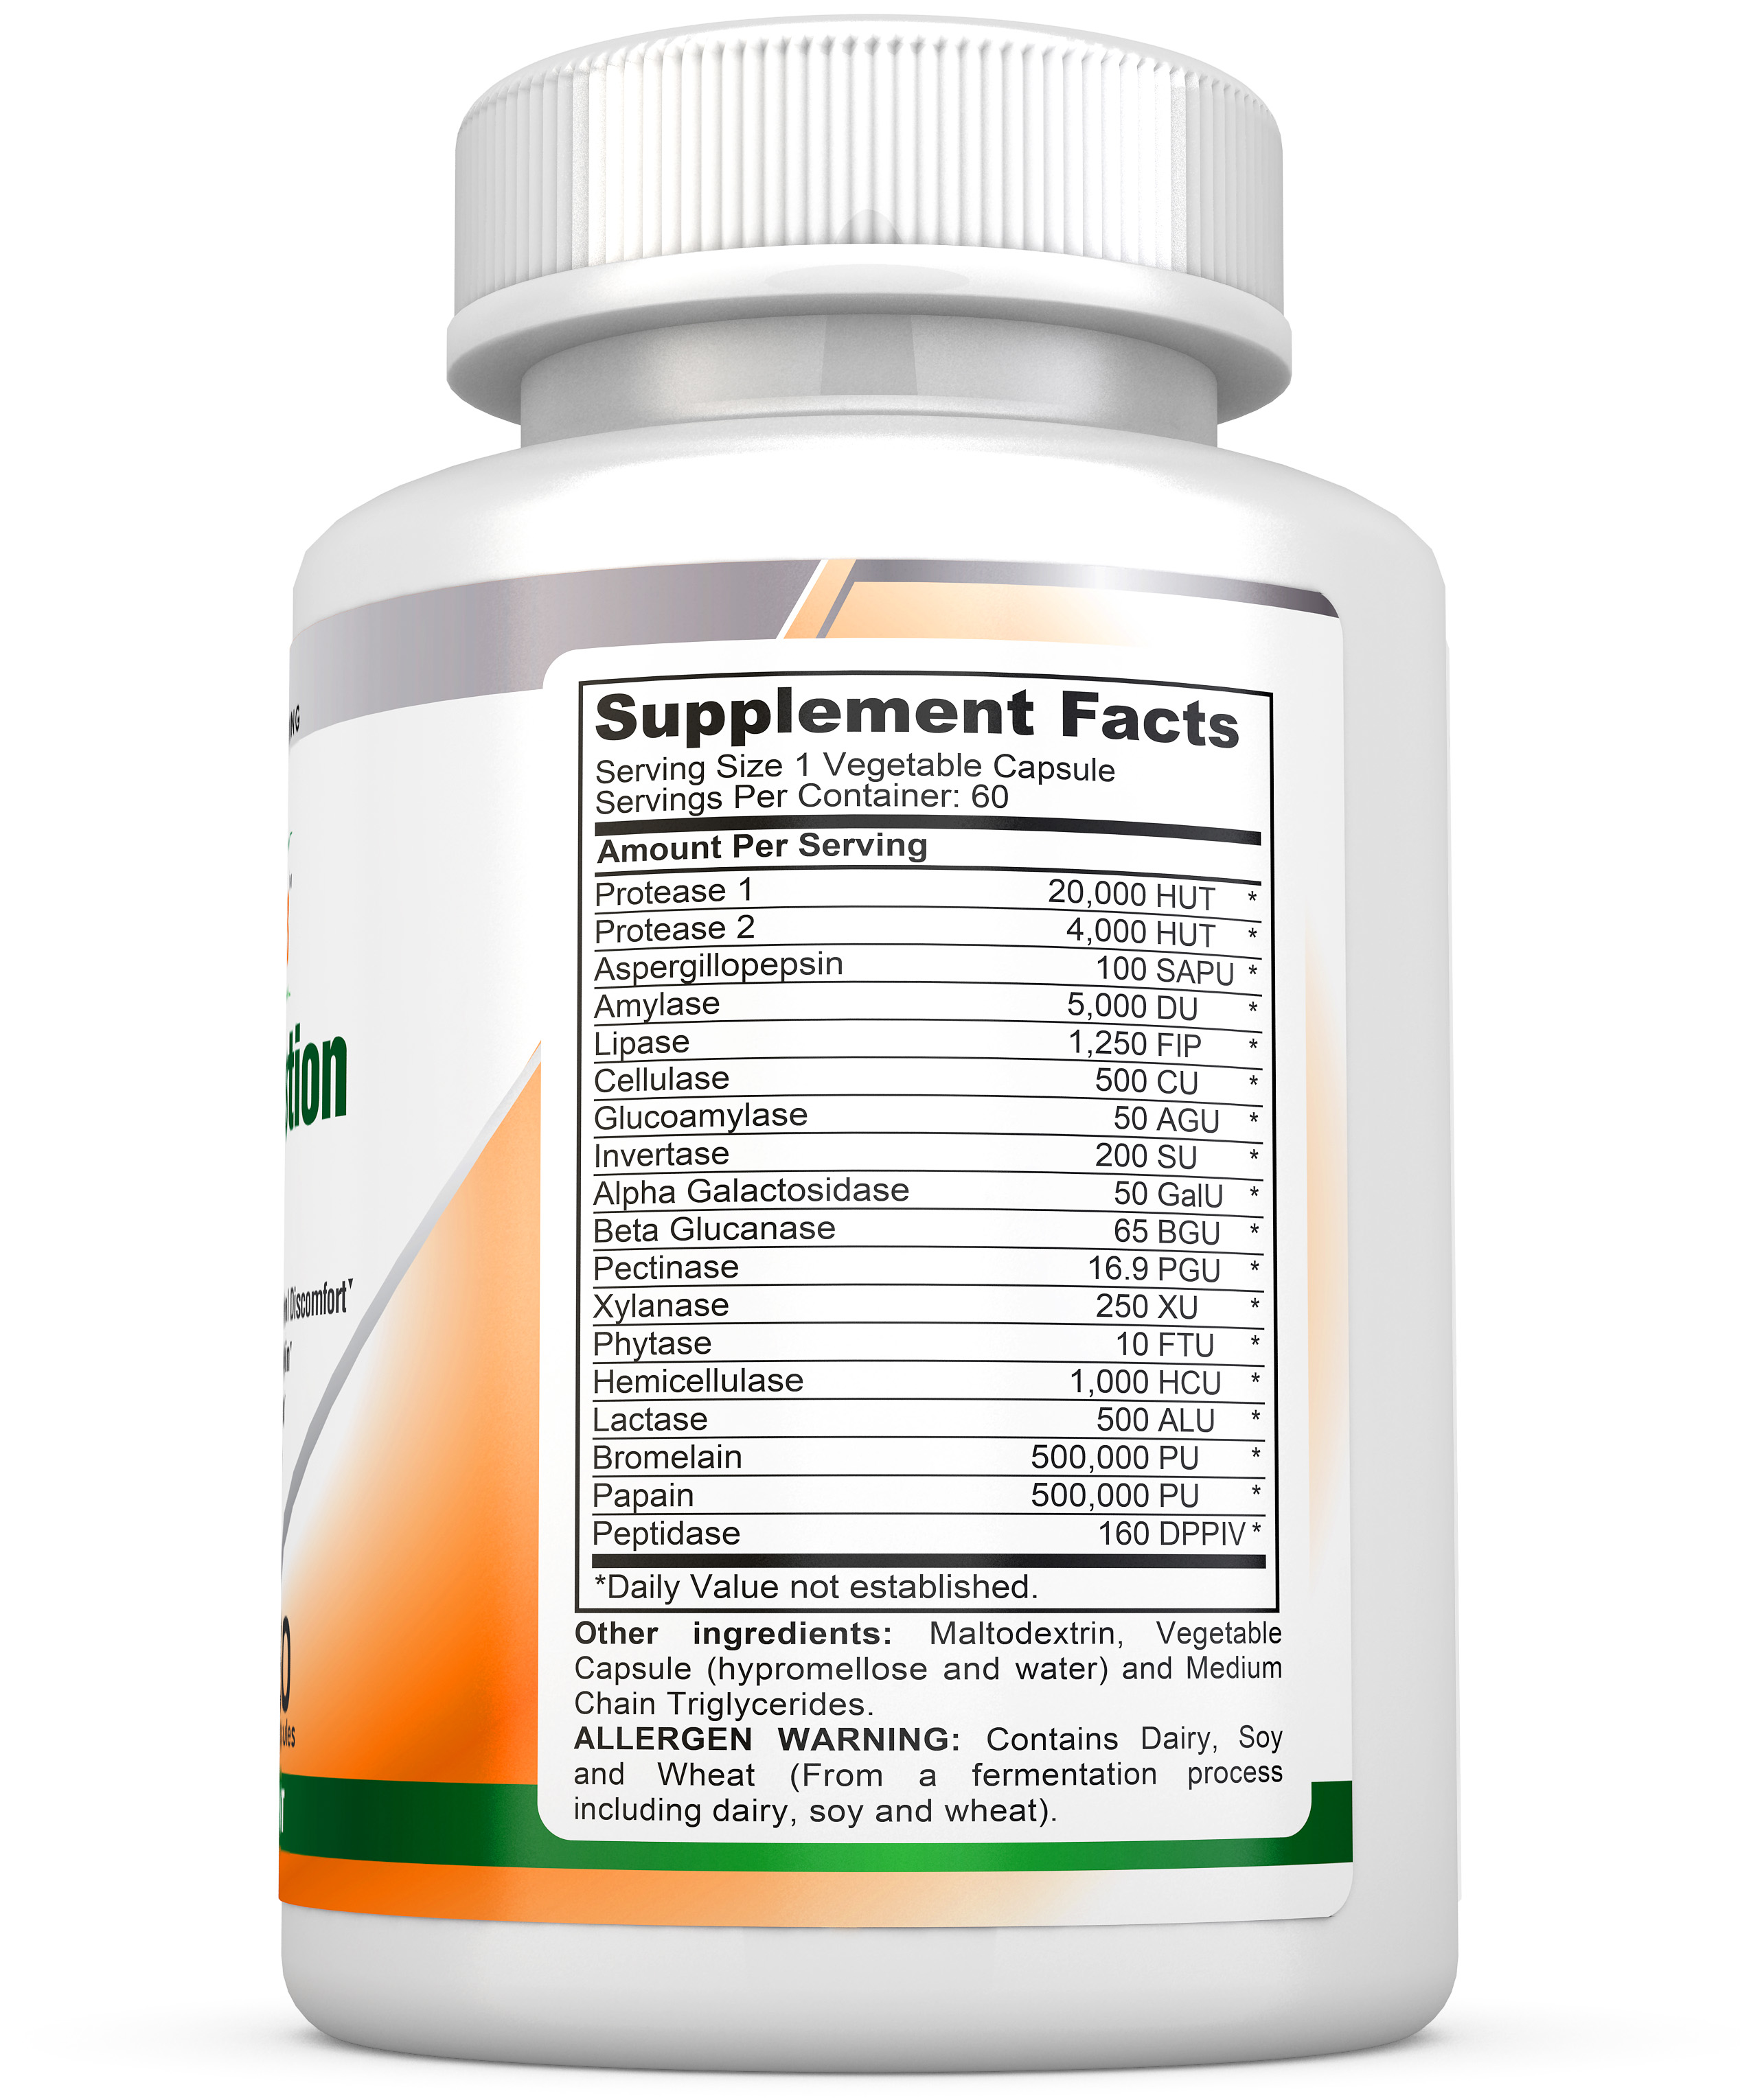 Supplement Facts
Serving Size 1 Vegetable Capsule
Servings Per Container: 60
Amount Per Serving
Protease 1 20,000 HUT *
Protease 2 4,000 HUT *
Aspergillopepsin 100 SAPU *
Amylase 5,000 DU *
Lipase 1,250 FIP *
Cellulase 500 CU *
Glucoamylase 50 AGU *
Invertase 200 SU *
Alpha Galactosidase 50 GalU *
Beta Glucanase 65 BGU *
Pectinase 16.9 PGU *
Xylanase 250 XU *
Phytase 10 FTU *
Hemicellulase 1,000 HCU *
Lactase 500 ALU *
Bromelain 500,000 PU *
Papain 500,000 PU *
Peptidase 160 DPPIV *
*Daily Value not established.
Other ingredients: Maltodextrin, Vegetable
Capsule (hypromellose and water) and Medium
Chain Triglycerides.
ALLERGEN WARNING: Contains Dairy, Soy
and Wheat (From a fermentation process
including dairy, soy and wheat).
Discomfort*